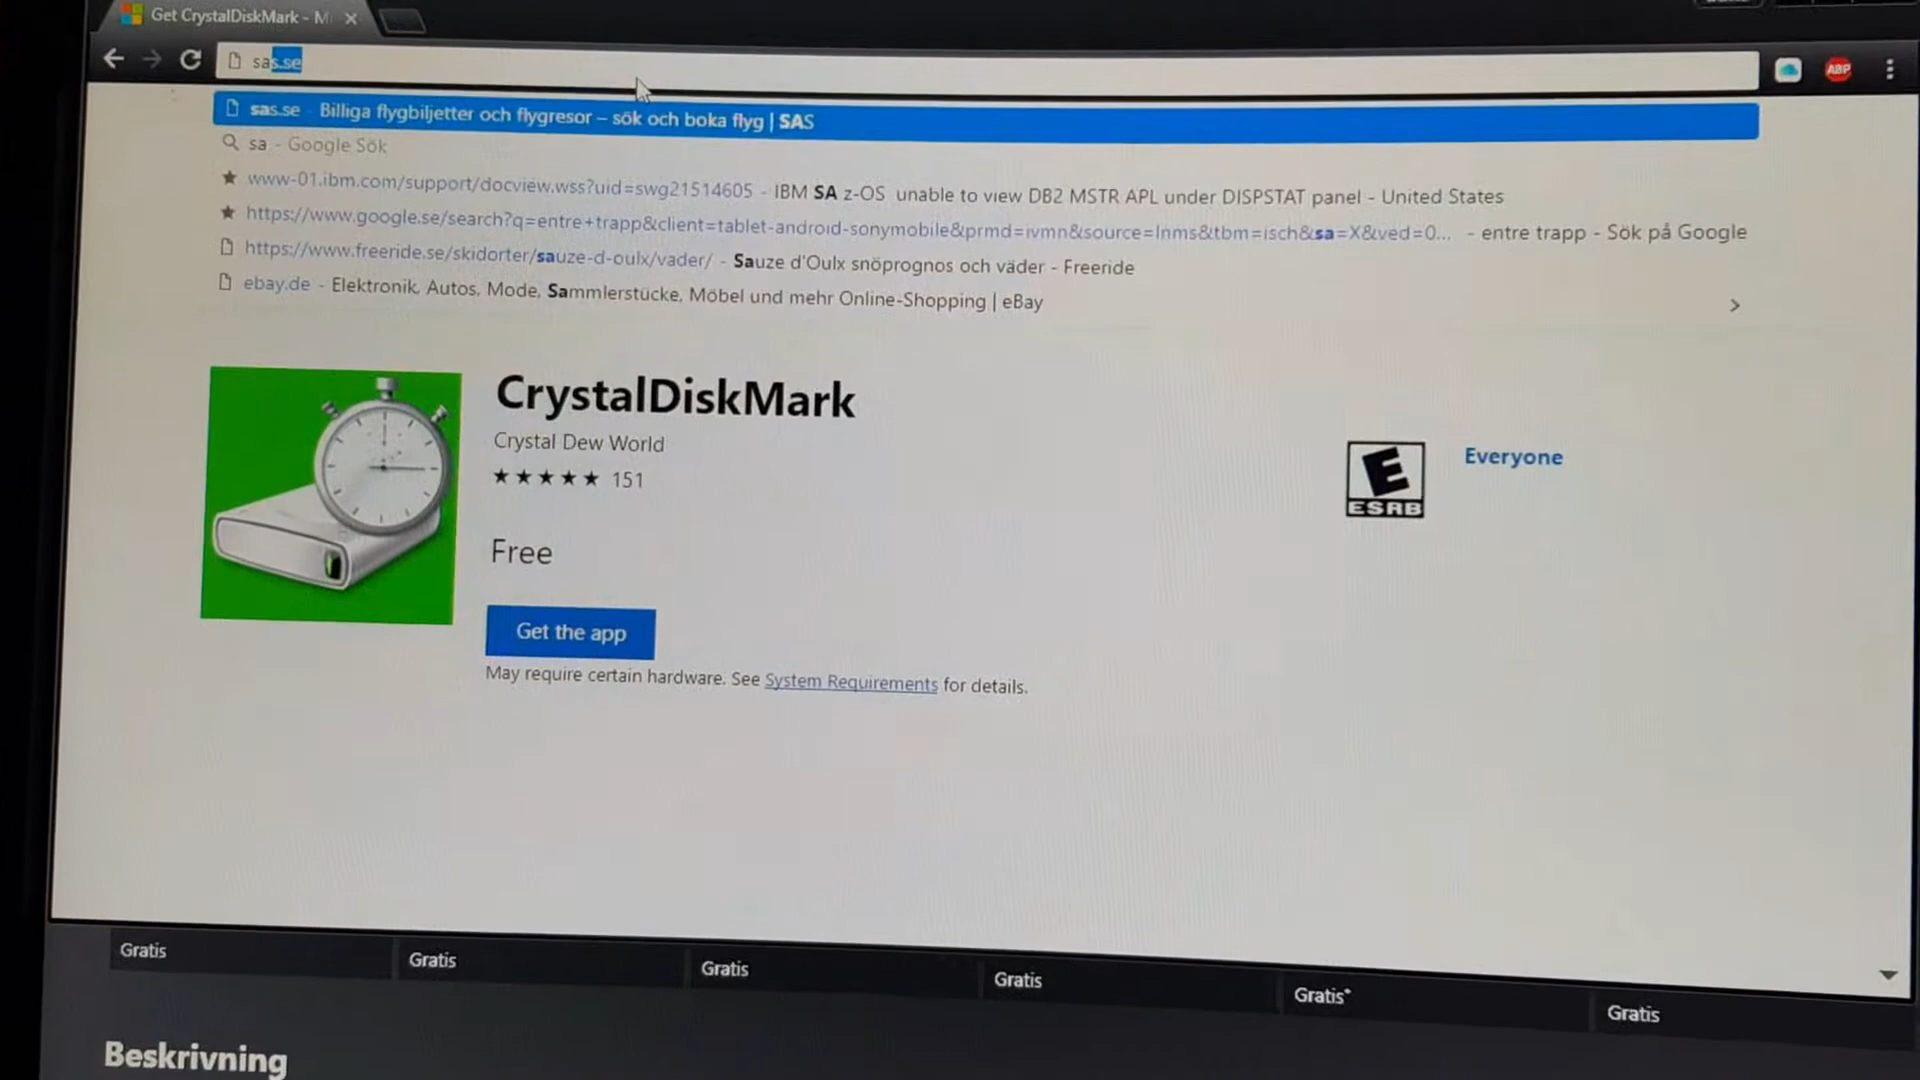 Get CrystalDiskMark - M
sas.se
sas.se - Billiga flygbiljetter och flygresor – sök och boka flyg | SAS
sa - Google Sök
www-01.ibm.com/support/docview.wss?uid=swg21514605 - IBM SA z-OS unable to view DB2 MSTR APL under DISPSTAT panel - United States
https://www.google.se/search?q=entre+trapp&client=tablet-android-sonymobile&prmd=ivmn&source=lnms&tbm=isch&sa=X&ved=0... - entre trapp - Sök på Google
https://www.freeride.se/skidorter/sauze-d-oulx/vader/ - Sauze d'Oulx snöprognos och väder - Freeride
ebay.de - Elektronik, Autos, Mode, Sammlerstücke, Möbel und mehr Online-Shopping | eBay
ABP
CrystalDiskMark
Crystal Dew World
★★★★★ 151
E
ESRB
Everyone
Free
Get the app
May require certain hardware. See System Requirements for details.
Gratis
Gratis
Gratis
Gratis
Gratis*
Gratis
Beskrivning